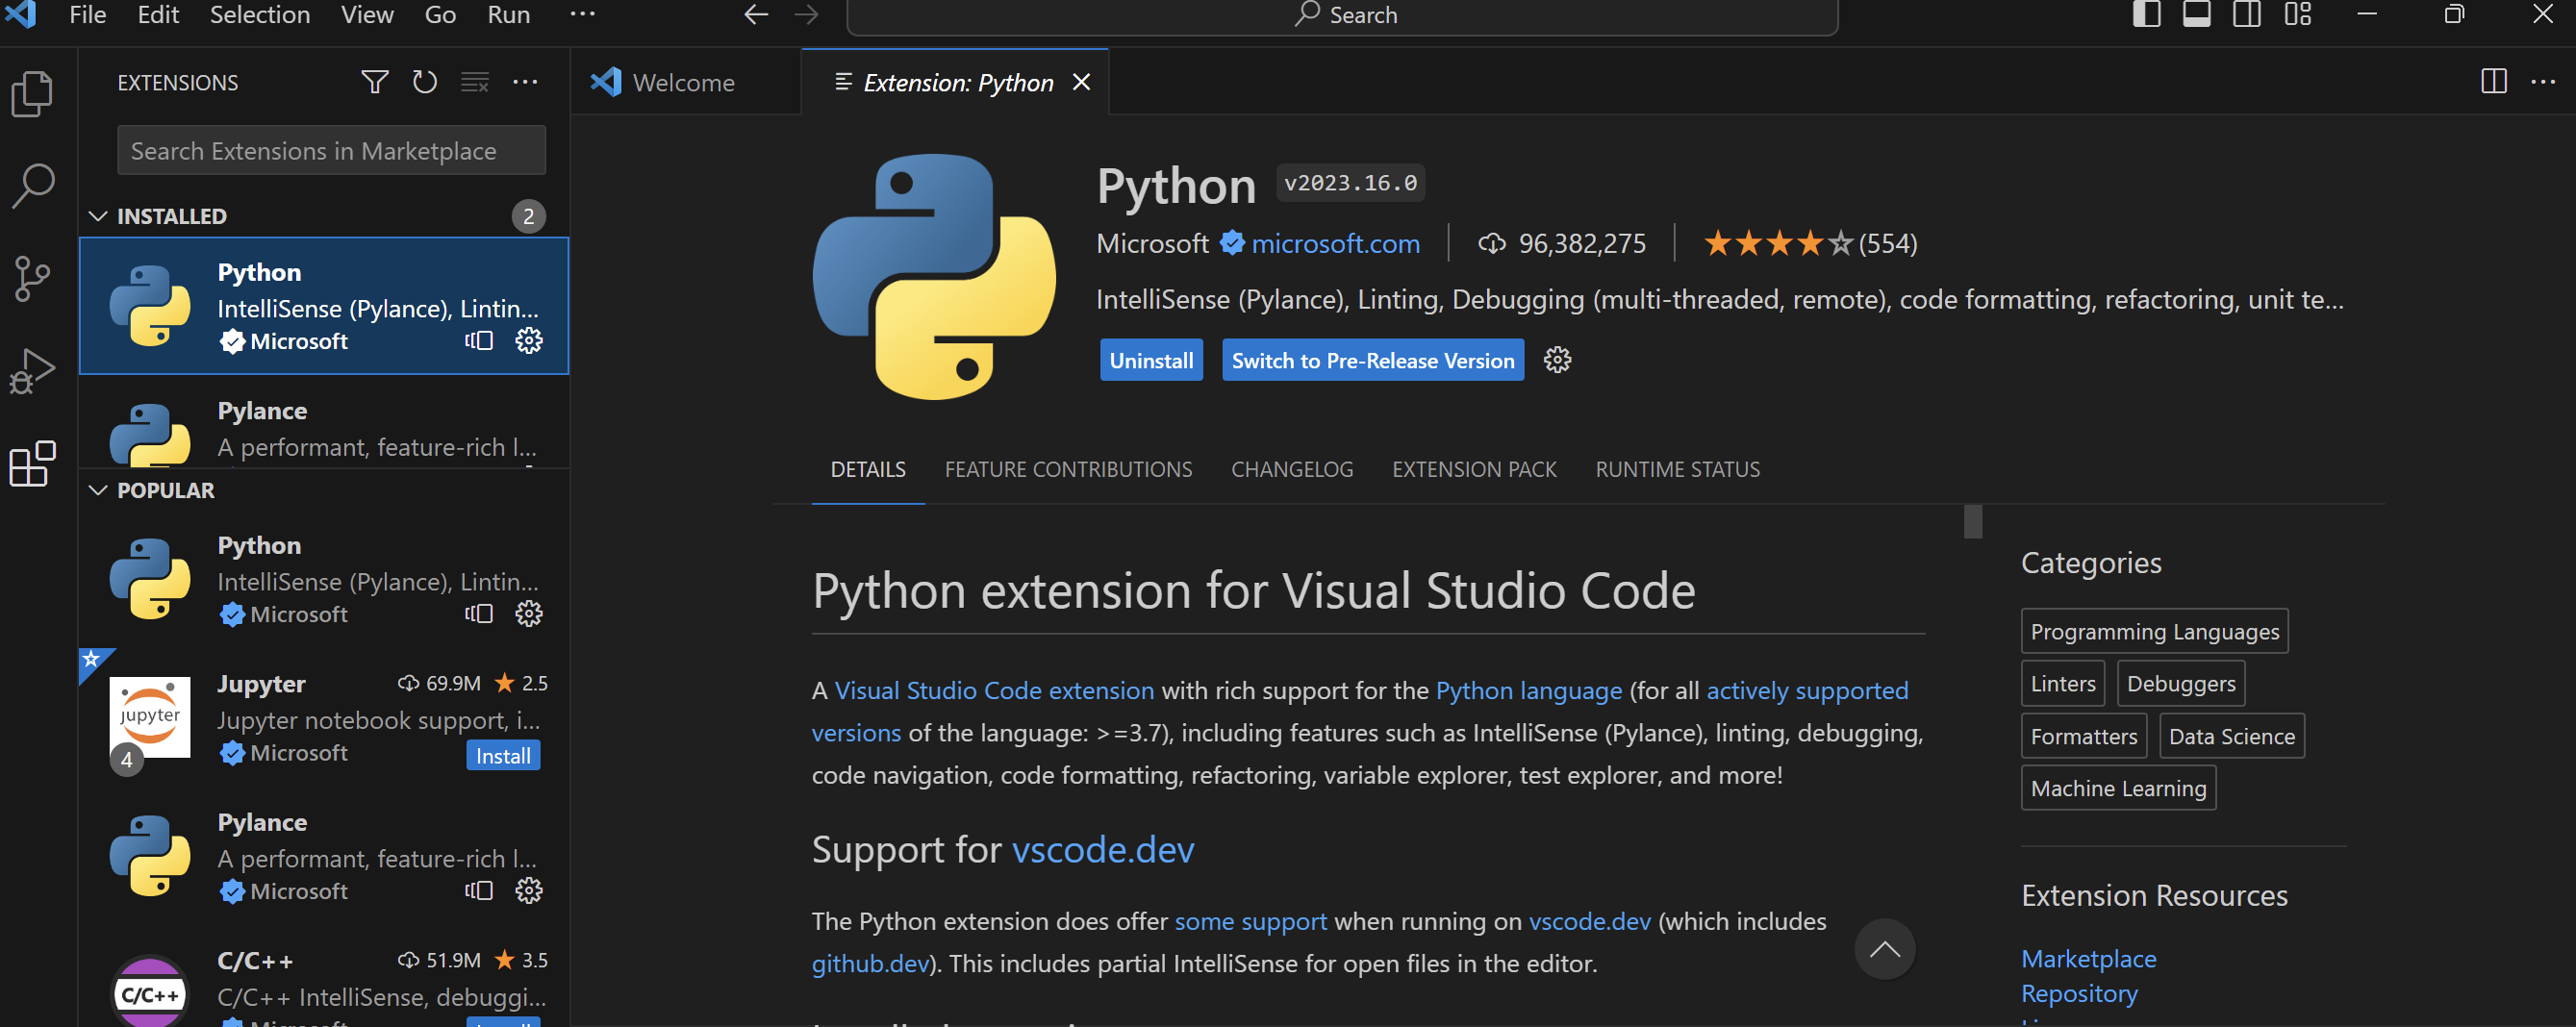 File Edit Selection View Go Run ··· Search
EXTENSIONS
Search Extensions in Marketplace
INSTALLED 2
Python
IntelliSense (Pylance), Lintin...
Microsoft
Pylance
A performant, feature-rich l...
POPULAR
Python
IntelliSense (Pylance), Lintin...
Microsoft
Jupyter 69.9M 2.5
Jupyter notebook support, i...
jupyter
Microsoft Install
4
Pylance
A performant, feature-rich l...
Microsoft
C/C++ 51.9M 3.5
C/C++ IntelliSense, debuggi...
C/C++
Welcome
Extension: Python
Python v2023.16.0
Microsoft microsoft.com 96,382,275 (554)
IntelliSense (Pylance), Linting, Debugging (multi-threaded, remote), code formatting, refactoring, unit te...
Uninstall Switch to Pre-Release Version
DETAILS FEATURE CONTRIBUTIONS CHANGELOG EXTENSION PACK RUNTIME STATUS
Python extension for Visual Studio Code
A Visual Studio Code extension with rich support for the Python language (for all actively supported
versions of the language: >=3.7), including features such as IntelliSense (Pylance), linting, debugging,
code navigation, code formatting, refactoring, variable explorer, test explorer, and more!
Support for vscode.dev
The Python extension does offer some support when running on vscode.dev (which includes
github.dev). This includes partial IntelliSense for open files in the editor.
Categories
Programming Languages
Linters Debuggers
Formatters Data Science
Machine Learning
Extension Resources
Marketplace
Repository